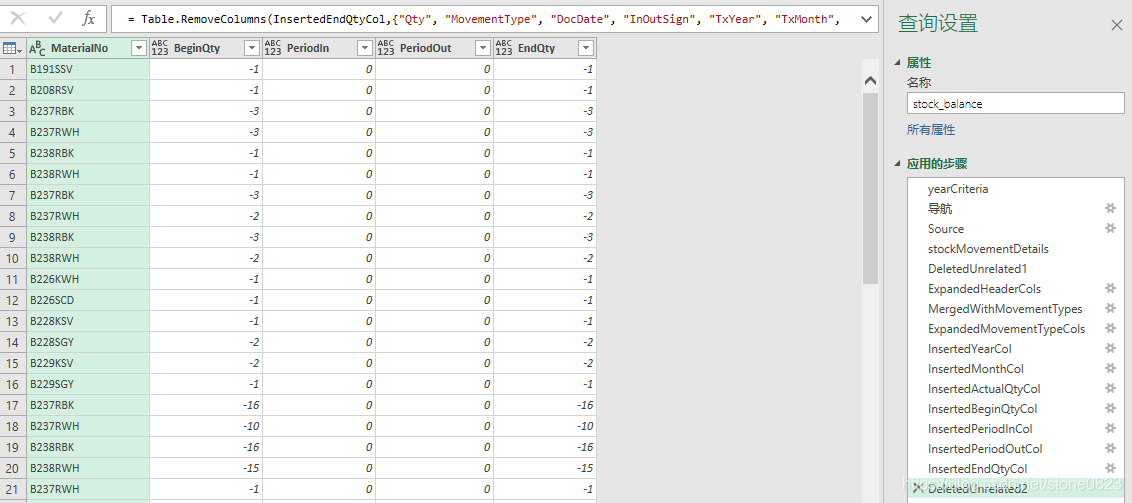 = Table.RemoveColumns(InsertedEndQtyCol,{"Qty", "MovementType", "DocDate", "InOutSign", "TxYear", "TxMonth",
MaterialNo BeginQty PeriodIn PeriodOut EndQty
1 B191SSV -1 0 0 -1
2 B208RSV -1 0 0 -1
3 B237RBK -3 0 0 -3
4 B237RWH -3 0 0 -3
5 B238RBK -1 0 0 -1
6 B238RWH -1 0 0 -1
7 B237RBK -3 0 0 -3
8 B237RWH -2 0 0 -2
9 B238RBK -3 0 0 -3
10 B238RWH -2 0 0 -2
11 B226KWH -1 0 0 -1
12 B226SCD -1 0 0 -1
13 B228KSV -1 0 0 -1
14 B228SGY -2 0 0 -2
15 B229KSV -2 0 0 -2
16 B229SGY -1 0 0 -1
17 B237RBK -16 0 0 -16
18 B237RWH -10 0 0 -10
19 B238RBK -16 0 0 -16
20 B238RWH -15 0 0 -15
21 B237RWH -1 0 0 -1
查询设置
属性
名称
stock_balance
所有属性
应用的步骤
yearCriteria
导航
Source
stockMovementDetails
DeletedUnrelated1
ExpandedHeaderCols
MergedWithMovementTypes
ExpandedMovementTypeCols
InsertedYearCol
InsertedMonthCol
InsertedActualQtyCol
InsertedBeginQtyCol
InsertedPeriodInCol
InsertedPeriodOutCol
InsertedEndQtyCol
DeletedUnrelated2